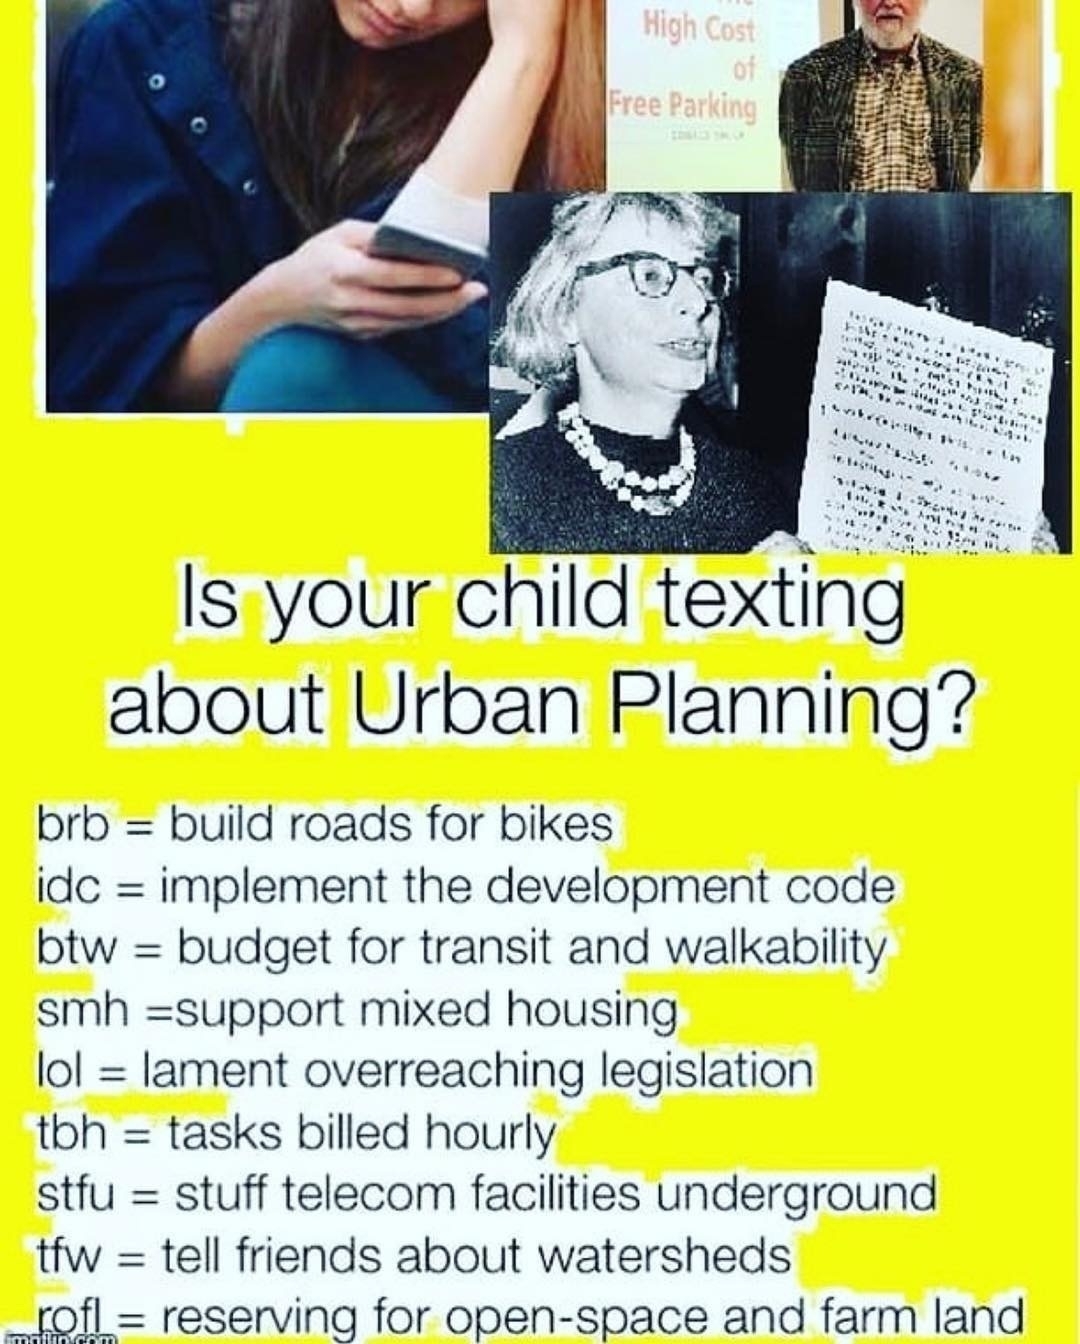 High Cost
of
Free Parking
Is your child texting
about Urban Planning?
brb = build roads for bikes
idc = implement the development code
btw = budget for transit and walkability
smh =support mixed housing
lol = lament overreaching legislation
tbh = tasks billed hourly
stfu = stuff telecom facilities underground
tfw = tell friends about watersheds
rofl = reserving for open-space and farm land
imgflip.com